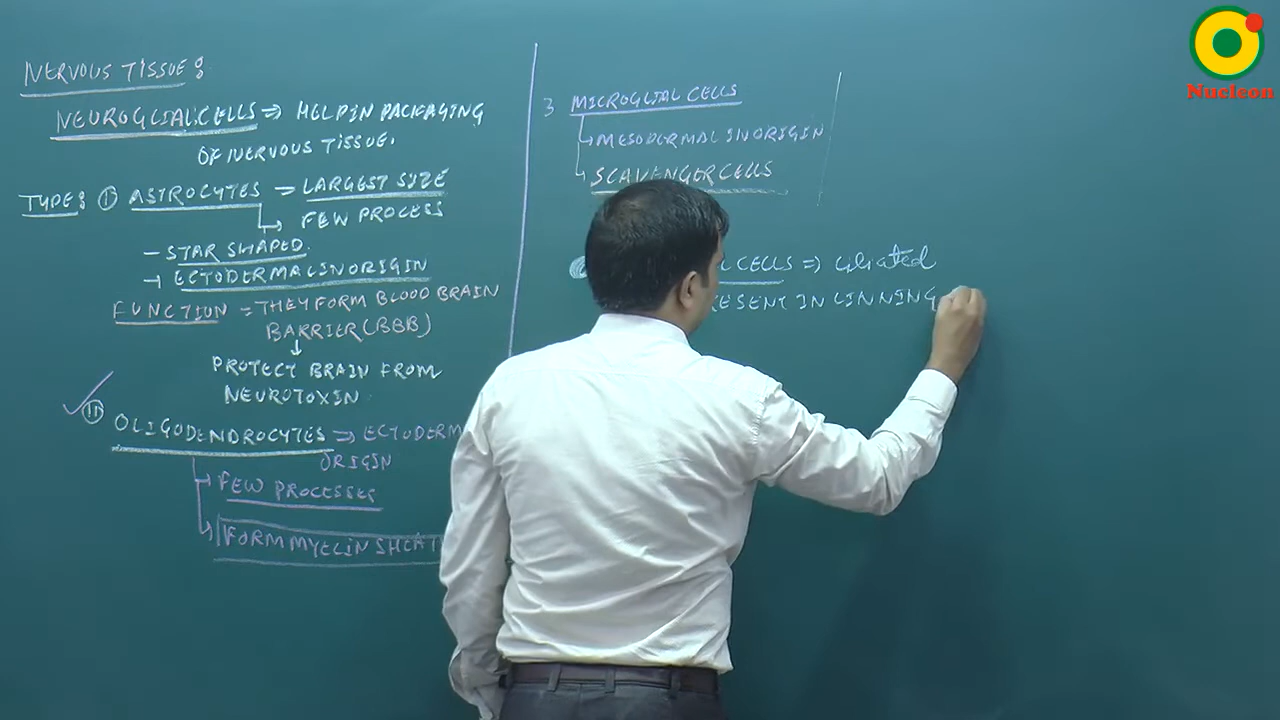 NERVOUS TISSUE:
NEUROGLIAL CELLS ⇒ HELP IN PACKAGING
OF NERVOUS TISSUE.
TYPE: (I) ASTROCYTES = LARGEST SIZE
→ FEW PROCESS
- STAR SHAPED.
→ ECTODERMAL IN ORIGIN
FUNCTION = THEY FORM BLOOD BRAIN
BARRIER (BBB)
↓
PROTECT BRAIN FROM
NEUROTOXIN
(II) OLIGODENDROCYTES ⇒ ECTODERM
ORIGIN
→ FEW PROCESSES
→ FORM MYELIN SHEAT
3 MICROGLIAL CELLS
→ MESODERMAL IN ORIGIN
→ SCAVENGER CELLS
L CELLS ⇒ ciliated
RESENT IN LINNING
Nucleon